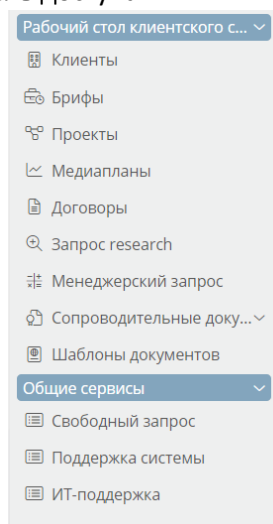 Рабочий стол клиентского с...
Клиенты
Брифы
Проекты
Медиапланы
Договоры
Запрос research
Менеджерский запрос
Сопроводительные доку...
Шаблоны документов
Общие сервисы
Свободный запрос
Поддержка системы
ИТ-поддержка